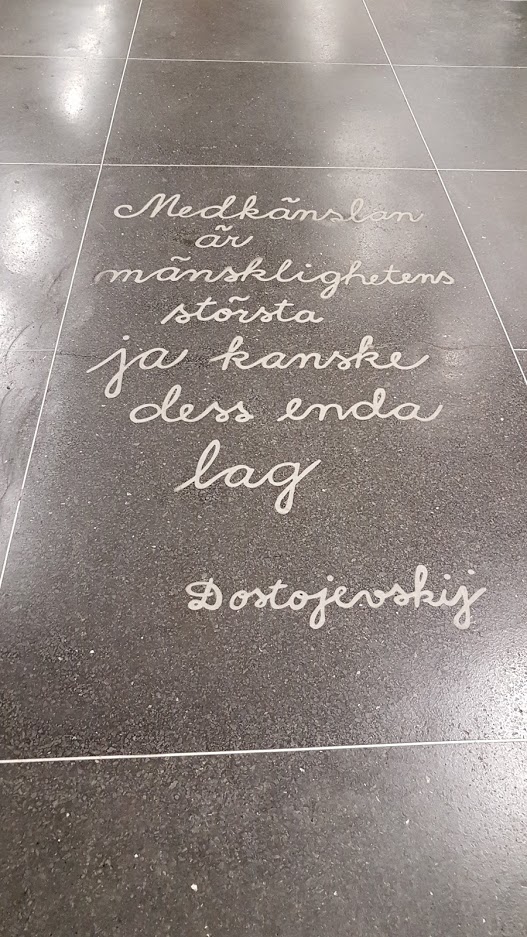 Medkänslan
är
mänsklighetens
största
ja kanske
dess enda
lag
Dostojevskij